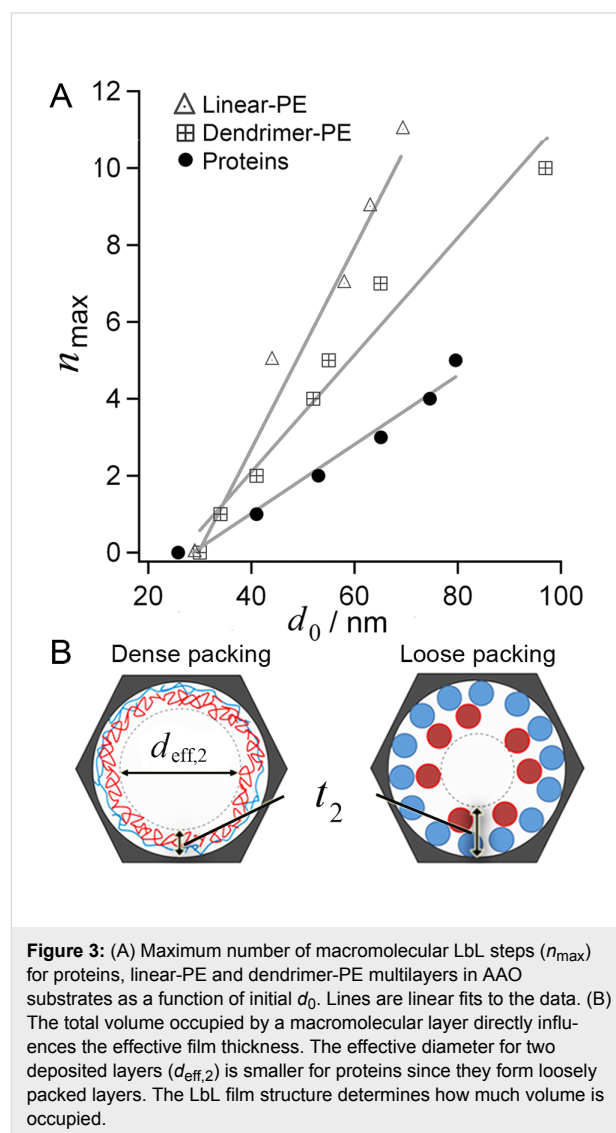 A
12
10
8
6
4
2
0
n_max
△ Linear-PE
⊞ Dendrimer-PE
● Proteins
20 40 60 80 100
d_0 / nm
B
Dense packing
Loose packing
d_eff,2
t_2
Figure 3: (A) Maximum number of macromolecular LbL steps (n_max)
for proteins, linear-PE and dendrimer-PE multilayers in AAO
substrates as a function of initial d_0. Lines are linear fits to the data. (B)
The total volume occupied by a macromolecular layer directly influ-
ences the effective film thickness. The effective diameter for two
deposited layers (d_eff,2) is smaller for proteins since they form loosely
packed layers. The LbL film structure determines how much volume is
occupied.